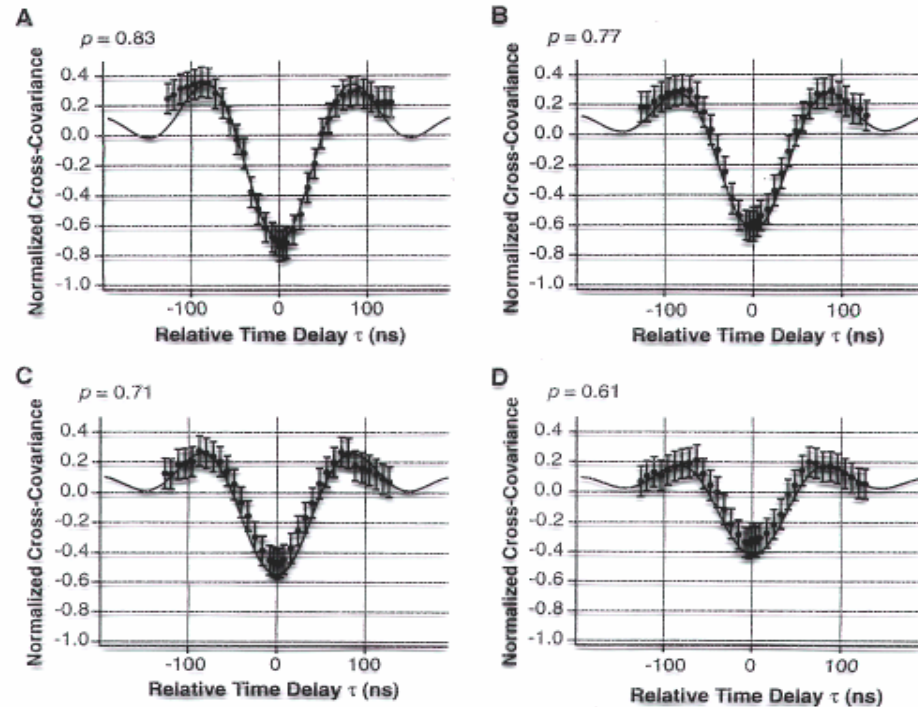 A
p = 0.83
Normalized Cross-Covariance
0.4
0.2
0.0
-0.2
-0.4
-0.6
-0.8
-1.0
-100 0 100
Relative Time Delay τ (ns)
B
p = 0.77
Normalized Cross-Covariance
0.4
0.2
0.0
-0.2
-0.4
-0.6
-0.8
-1.0
-100 0 100
Relative Time Delay τ (ns)
C
p = 0.71
Normalized Cross-Covariance
0.4
0.2
0.0
-0.2
-0.4
-0.6
-0.8
-1.0
-100 0 100
Relative Time Delay τ (ns)
D
p = 0.61
Normalized Cross-Covariance
0.4
0.2
0.0
-0.2
-0.4
-0.6
-0.8
-1.0
-100 0 100
Relative Time Delay τ (ns)